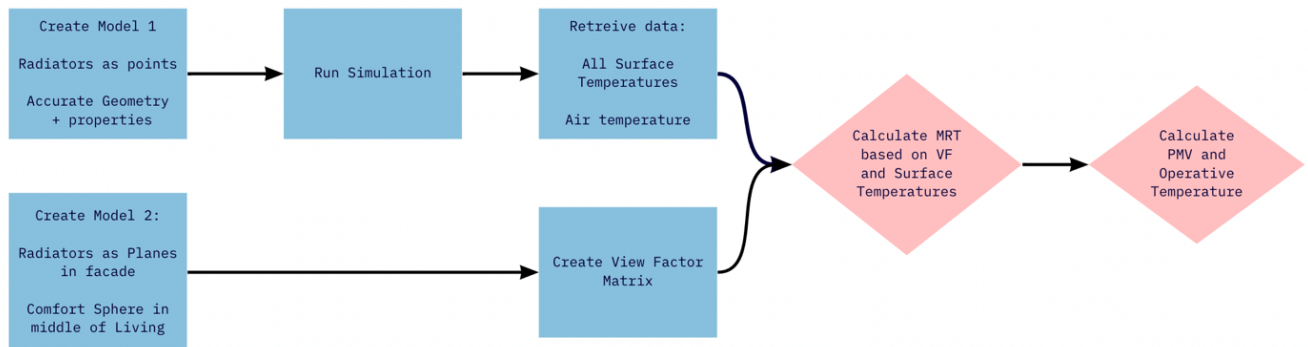 Create Model 1
Radiators as points
Accurate Geometry
+ properties
Run Simulation
Retreive data:
All Surface
Temperatures
Air temperature
Calculate MRT
based on VF
and Surface
Temperatures
Calculate
PMV and
Operative
Temperature
Create Model 2:
Radiators as Planes
in facade
Comfort Sphere in
middle of Living
Create View Factor
Matrix